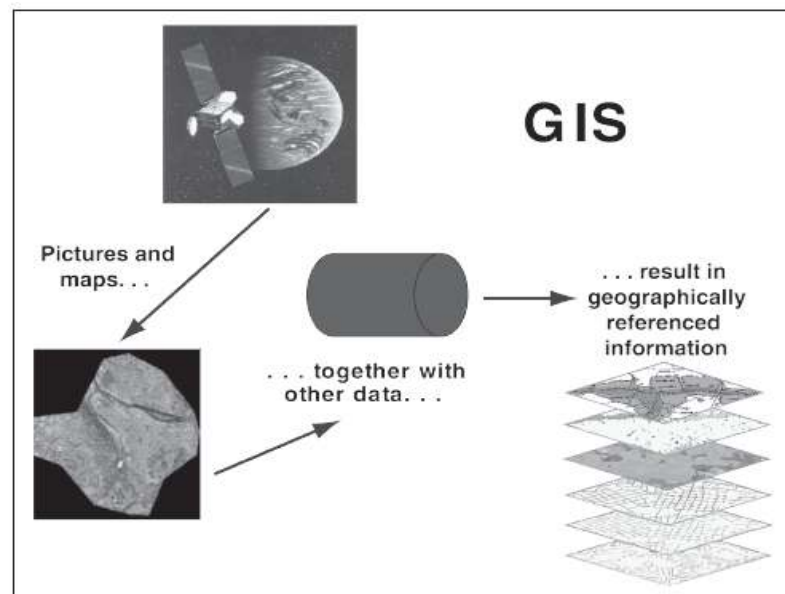 GIS
Pictures and
maps. . .
. . . together with
other data. . .
. . . result in
geographically
referenced
information